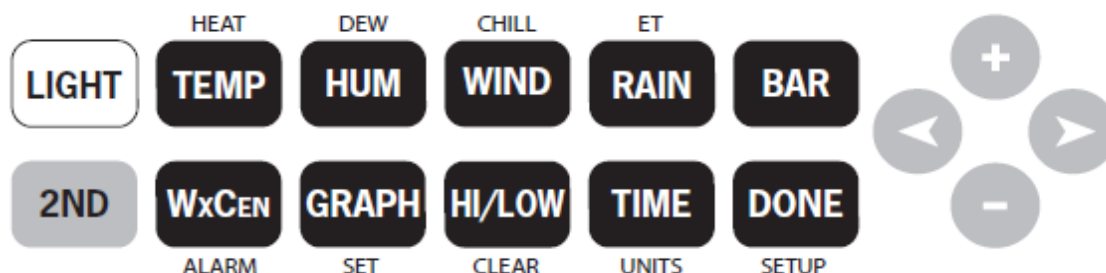 HEAT DEW CHILL ET
LIGHT TEMP HUM WIND RAIN BAR +
2ND WxCEN GRAPH HI/LOW TIME DONE -
ALARM SET CLEAR UNITS SETUP